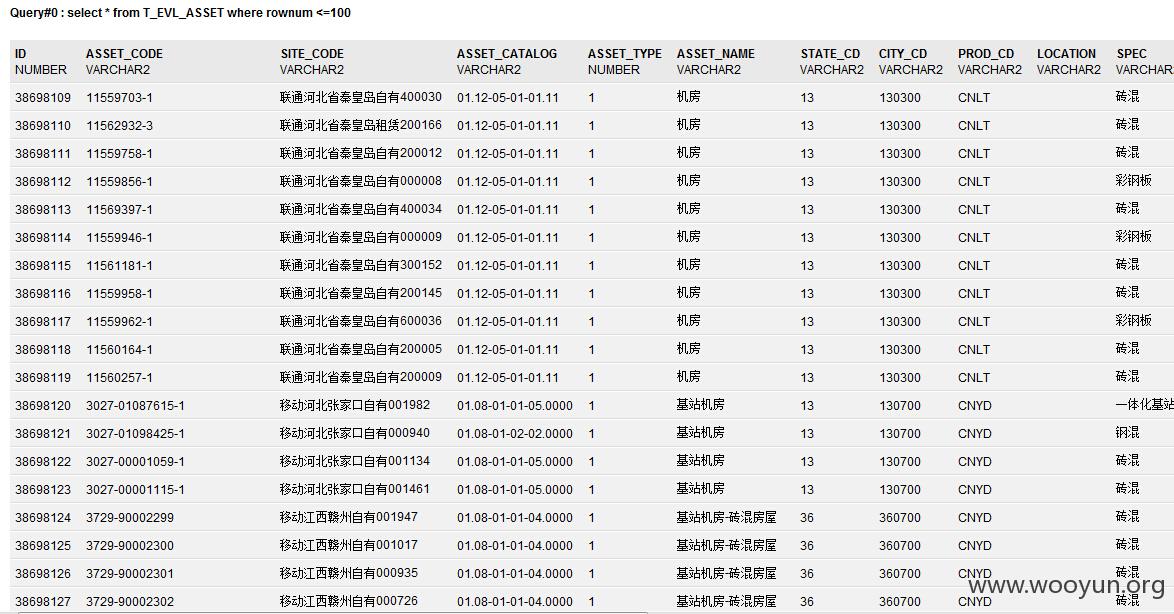 Query#0 : select * from T_EVL_ASSET where rownum <=100
ID ASSET_CODE SITE_CODE ASSET_CATALOG ASSET_TYPE ASSET_NAME STATE_CD CITY_CD PROD_CD LOCATION SPEC
NUMBER VARCHAR2 VARCHAR2 VARCHAR2 NUMBER VARCHAR2 VARCHAR2 VARCHAR2 VARCHAR2 VARCHAR2 VARCHAR
38698109 11559703-1 联通河北省秦皇岛自有400030 01.12-05-01-01.11 1 机房 13 130300 CNLT 砖混
38698110 11562932-3 联通河北省秦皇岛租赁200166 01.12-05-01-01.11 1 机房 13 130300 CNLT 砖混
38698111 11559758-1 联通河北省秦皇岛自有200012 01.12-05-01-01.11 1 机房 13 130300 CNLT 砖混
38698112 11559856-1 联通河北省秦皇岛自有000008 01.12-05-01-01.11 1 机房 13 130300 CNLT 彩钢板
38698113 11569397-1 联通河北省秦皇岛自有400034 01.12-05-01-01.11 1 机房 13 130300 CNLT 砖混
38698114 11559946-1 联通河北省秦皇岛自有000009 01.12-05-01-01.11 1 机房 13 130300 CNLT 彩钢板
38698115 11561181-1 联通河北省秦皇岛自有300152 01.12-05-01-01.11 1 机房 13 130300 CNLT 砖混
38698116 11559958-1 联通河北省秦皇岛自有200145 01.12-05-01-01.11 1 机房 13 130300 CNLT 砖混
38698117 11559962-1 联通河北省秦皇岛自有600036 01.12-05-01-01.11 1 机房 13 130300 CNLT 彩钢板
38698118 11560164-1 联通河北省秦皇岛自有200005 01.12-05-01-01.11 1 机房 13 130300 CNLT 砖混
38698119 11560257-1 联通河北省秦皇岛自有200009 01.12-05-01-01.11 1 机房 13 130300 CNLT 砖混
38698120 3027-01087615-1 移动河北张家口自有001982 01.08-01-01-05.0000 1 基站机房 13 130700 CNYD 一体化基站
38698121 3027-01098425-1 移动河北张家口自有000940 01.08-01-02-02.0000 1 基站机房 13 130700 CNYD 钢混
38698122 3027-00001059-1 移动河北张家口自有001134 01.08-01-01-05.0000 1 基站机房 13 130700 CNYD 砖混
38698123 3027-00001115-1 移动河北张家口自有001461 01.08-01-01-05.0000 1 基站机房 13 130700 CNYD 砖混
38698124 3729-90002299 移动江西赣州自有001947 01.08-01-01-04.0000 1 基站机房-砖混房屋 36 360700 CNYD 砖混
38698125 3729-90002300 移动江西赣州自有001017 01.08-01-01-04.0000 1 基站机房-砖混房屋 36 360700 CNYD 砖混
38698126 3729-90002301 移动江西赣州自有000935 01.08-01-01-04.0000 1 基站机房-砖混房屋 36 360700 CNYD 砖混
38698127 3729-90002302 移动江西赣州自有000726 01.08-01-01-04.0000 1 基站机房-砖混房屋 36 360700 CNYD 砖混
www.wooyun.org